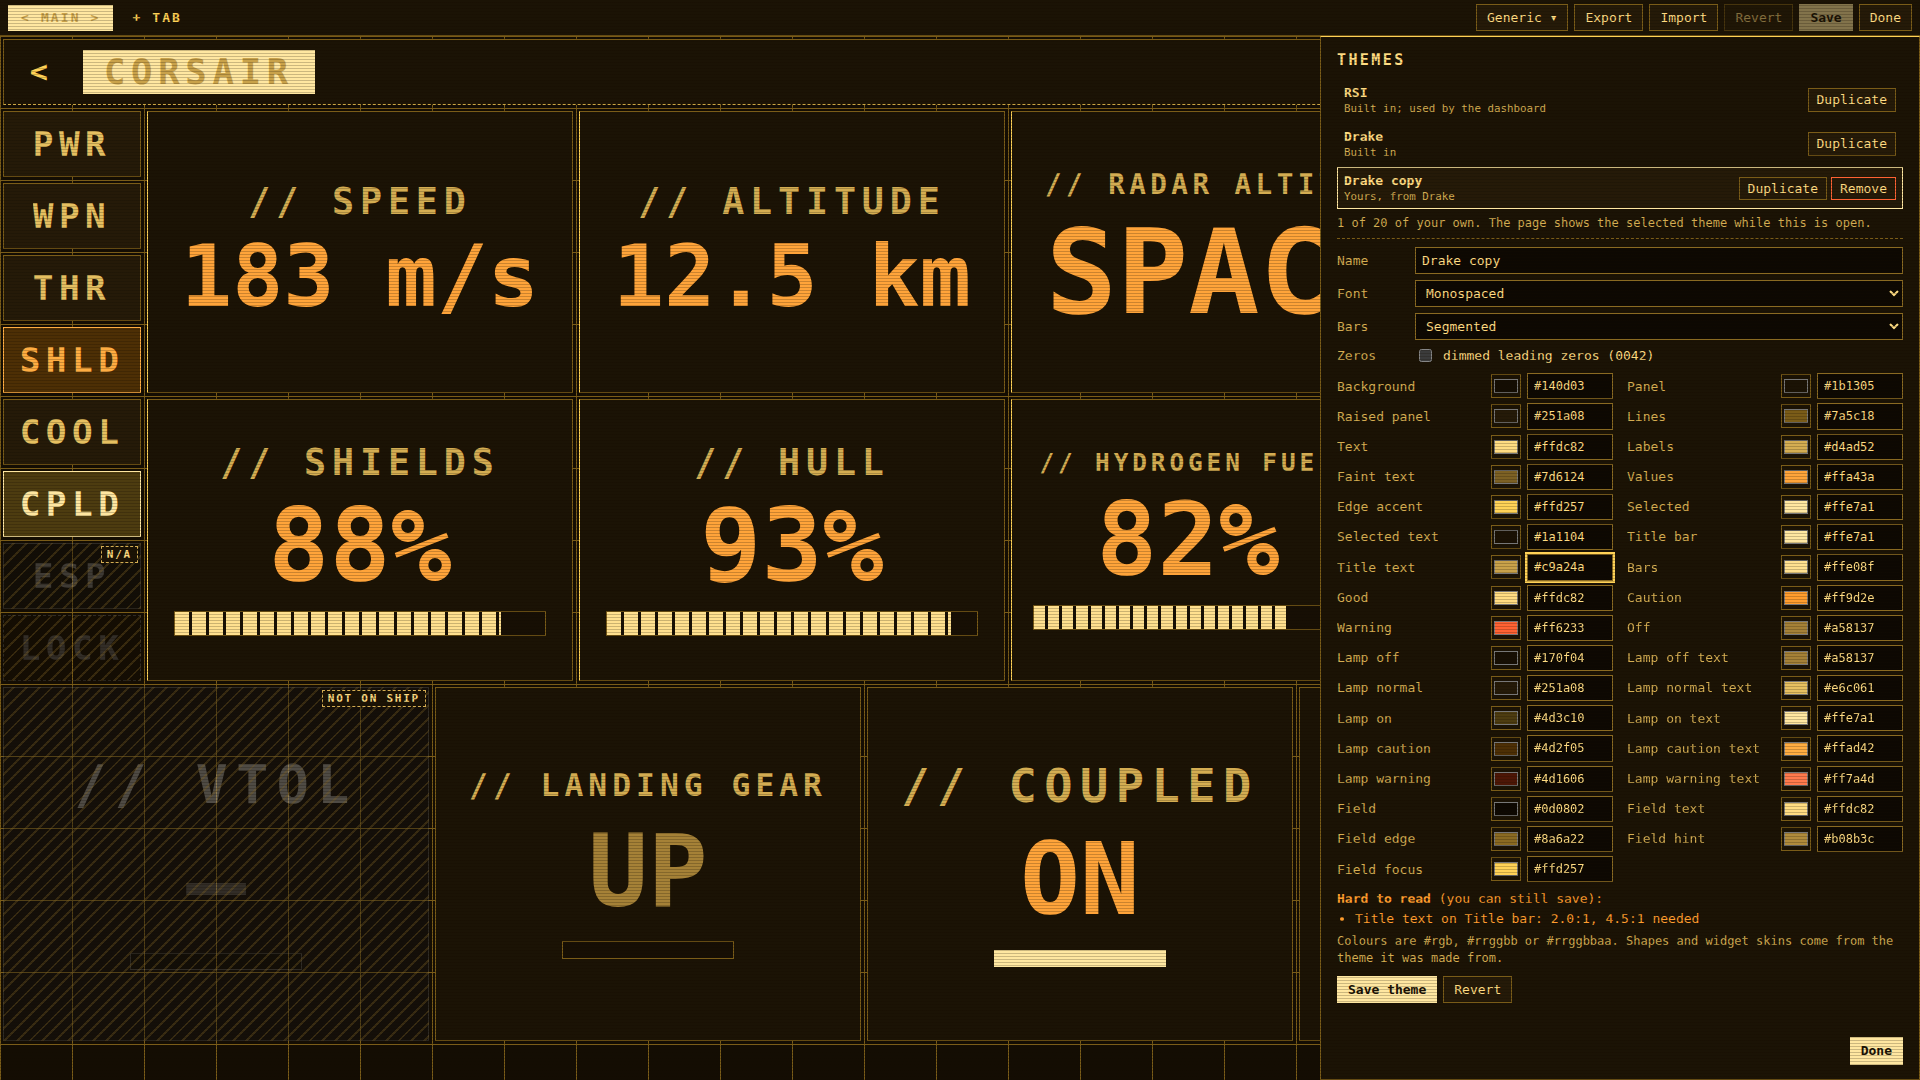 < MAIN > + TAB Generic ▾ Export Import Revert Save Done
< CORSAIR
PWR
WPN
THR
SHLD
COOL
CPLD
N/A
ESP
LOCK
// SPEED
183 m/s
// ALTITUDE
12.5 km
// RADAR ALTI
SPAC
// SHIELDS
88%
// HULL
93%
// HYDROGEN FUE
82%
NOT ON SHIP
// VTOL
// LANDING GEAR
UP
// COUPLED
ON
THEMES
RSI
Built in; used by the dashboard
Duplicate
Drake
Built in
Duplicate
Drake copy
Yours, from Drake
Duplicate Remove
1 of 20 of your own. The page shows the selected theme while this is open.
Name Drake copy
Font Monospaced
Bars Segmented
Zeros dimmed leading zeros (0042)
Background #140d03 Panel #1b1305
Raised panel #251a08 Lines #7a5c18
Text #ffdc82 Labels #d4ad52
Faint text #7d6124 Values #ffa43a
Edge accent #ffd257 Selected #ffe7a1
Selected text #1a1104 Title bar #ffe7a1
Title text #c9a24a Bars #ffe08f
Good #ffdc82 Caution #ff9d2e
Warning #ff6233 Off #a58137
Lamp off #170f04 Lamp off text #a58137
Lamp normal #251a08 Lamp normal text #e6c061
Lamp on #4d3c10 Lamp on text #ffe7a1
Lamp caution #4d2f05 Lamp caution text #ffad42
Lamp warning #4d1606 Lamp warning text #ff7a4d
Field #0d0802 Field text #ffdc82
Field edge #8a6a22 Field hint #b08b3c
Field focus #ffd257
Hard to read (you can still save):
• Title text on Title bar: 2.0:1, 4.5:1 needed
Colours are #rgb, #rrggbb or #rrggbbaa. Shapes and widget skins come from the
theme it was made from.
Save theme Revert
Done